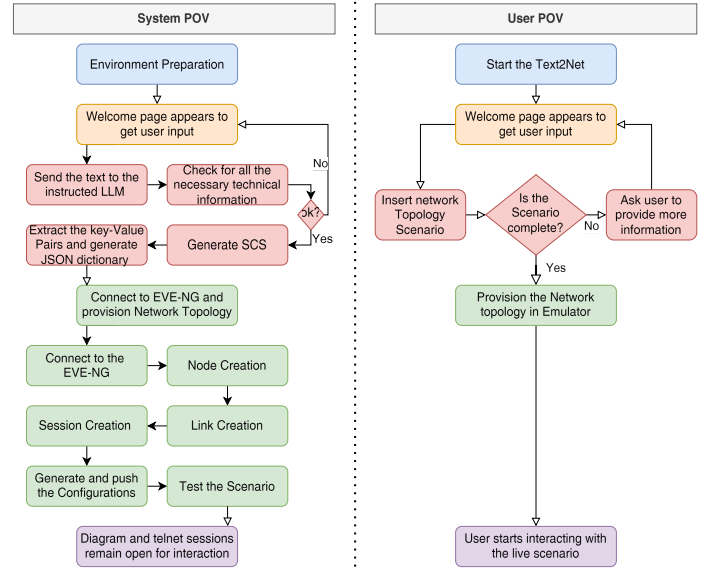 System POV
Environment Preparation
Welcome page appears to
get user input
No
Send the text to the
instructed LLM
Check for all the
necessary technical
information
ok?
Yes
Generate SCS
Extract the key-Value
Pairs and generate
JSON dictionary
Connect to EVE-NG and
provision Network Topology
Connect to the
EVE-NG
Node Creation
Link Creation
Session Creation
Generate and push
the Configurations
Test the Scenario
Diagram and telnet sessions
remain open for interaction
User POV
Start the Text2Net
Welcome page appears to
get user input
Insert network
Topology
Scenario
Is the
Scenario
complete?
No
Ask user to
provide more
information
Yes
Provision the Network
topology in Emulator
User starts interacting with
the live scenario